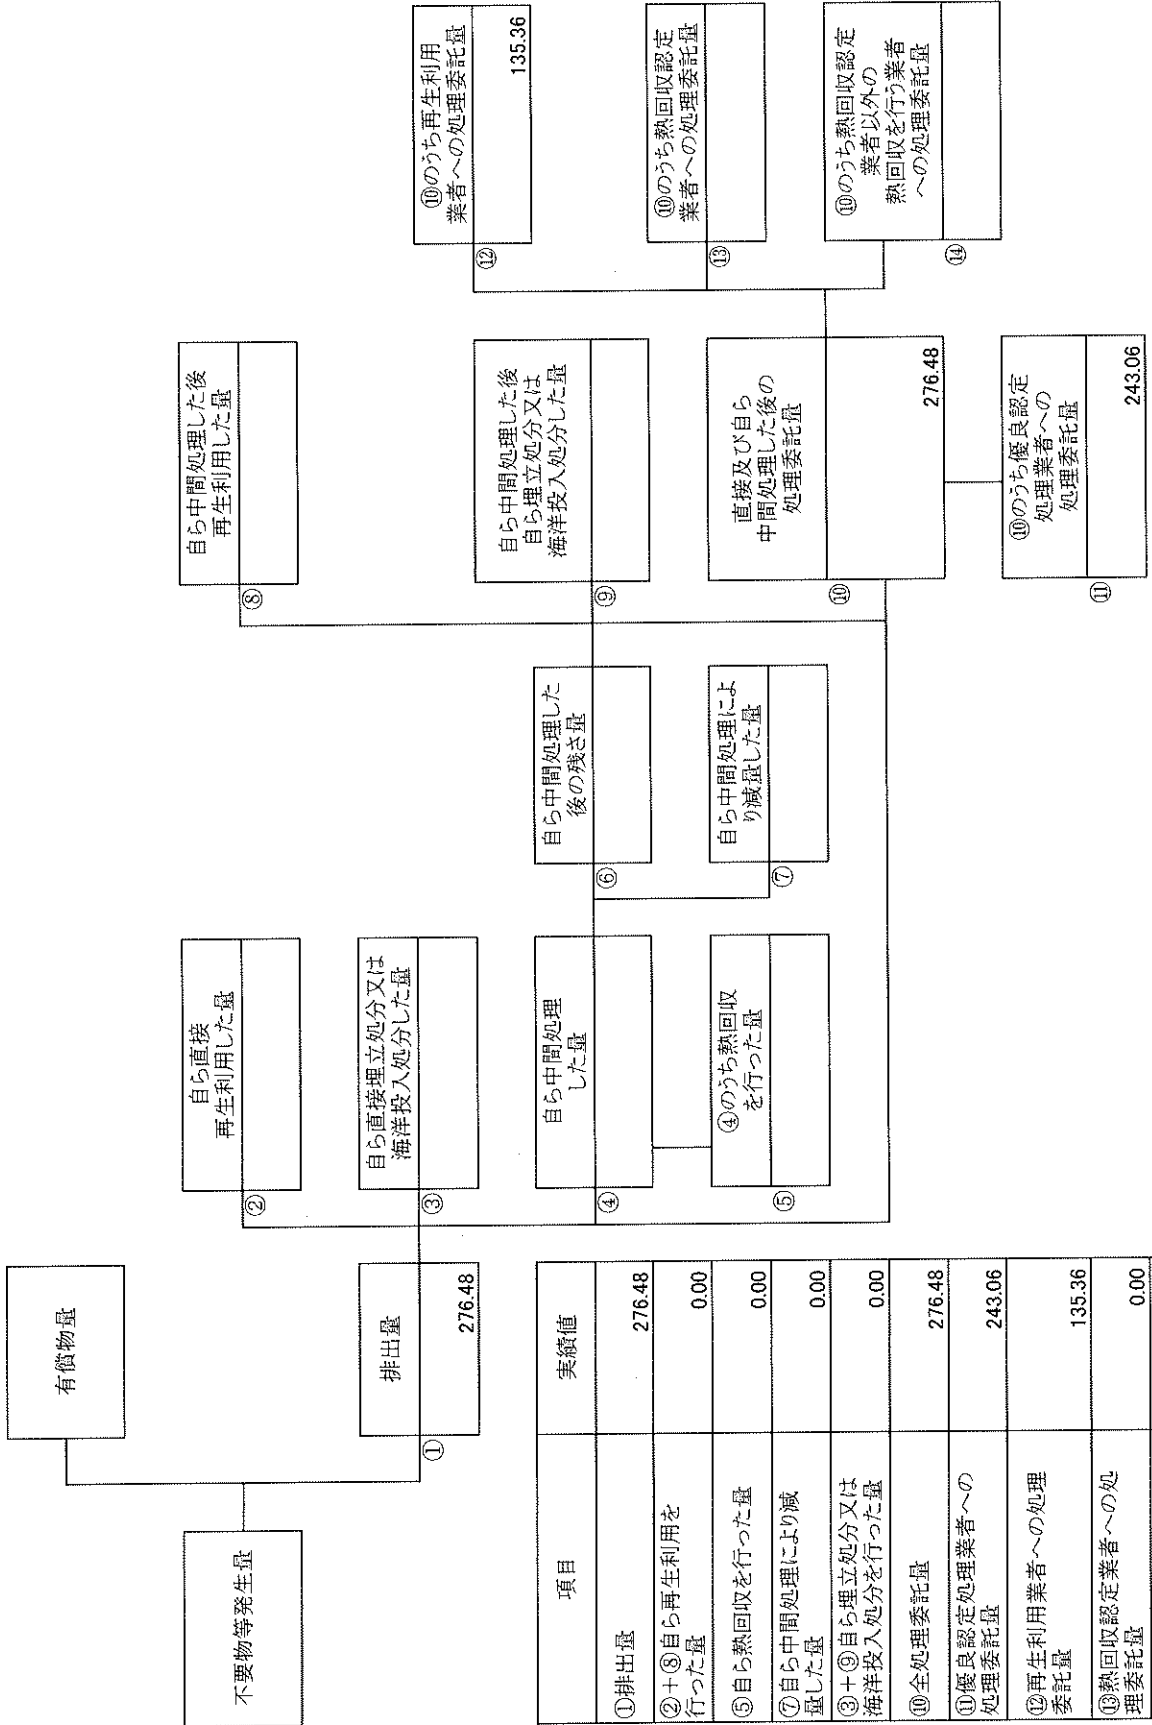 不要物等発生量
有償物量
排出量
①
276.48
自ら直接
再生利用した量
②
自ら直接埋立処分又は
海洋投入処分した量
③
自ら中間処理
した量
④
④のうち熱回収
を行った量
⑤
自ら中間処理した
後の残さ量
⑥
自ら中間処理によ
り減量した量
⑦
自ら中間処理した後
再生利用した量
⑧
自ら中間処理した後
自ら埋立処分又は
海洋投入処分した量
⑨
直接及び自ら
中間処理した後の
処理委託量
⑩
276.48
⑩のうち優良認定
処理業者への
処理委託量
⑪
243.06
⑩のうち再生利用
業者への処理委託量
⑫
135.36
⑩のうち熱回収認定
業者への処理委託量
⑬
⑩のうち熱回収認定
業者以外の
熱回収を行う業者
への処理委託量
⑭
項目 実績値
①排出量 276.48
②+⑧自ら再生利用を
行った量 0.00
⑤自ら熱回収を行った量 0.00
⑦自ら中間処理により減
量した量 0.00
③+⑨自ら埋立処分又は
海洋投入処分を行った量 0.00
⑩全処理委託量 276.48
⑪優良認定処理業者への
処理委託量 243.06
⑫再生利用業者への処理
委託量 135.36
⑬熱回収認定業者への処
理委託量 0.00